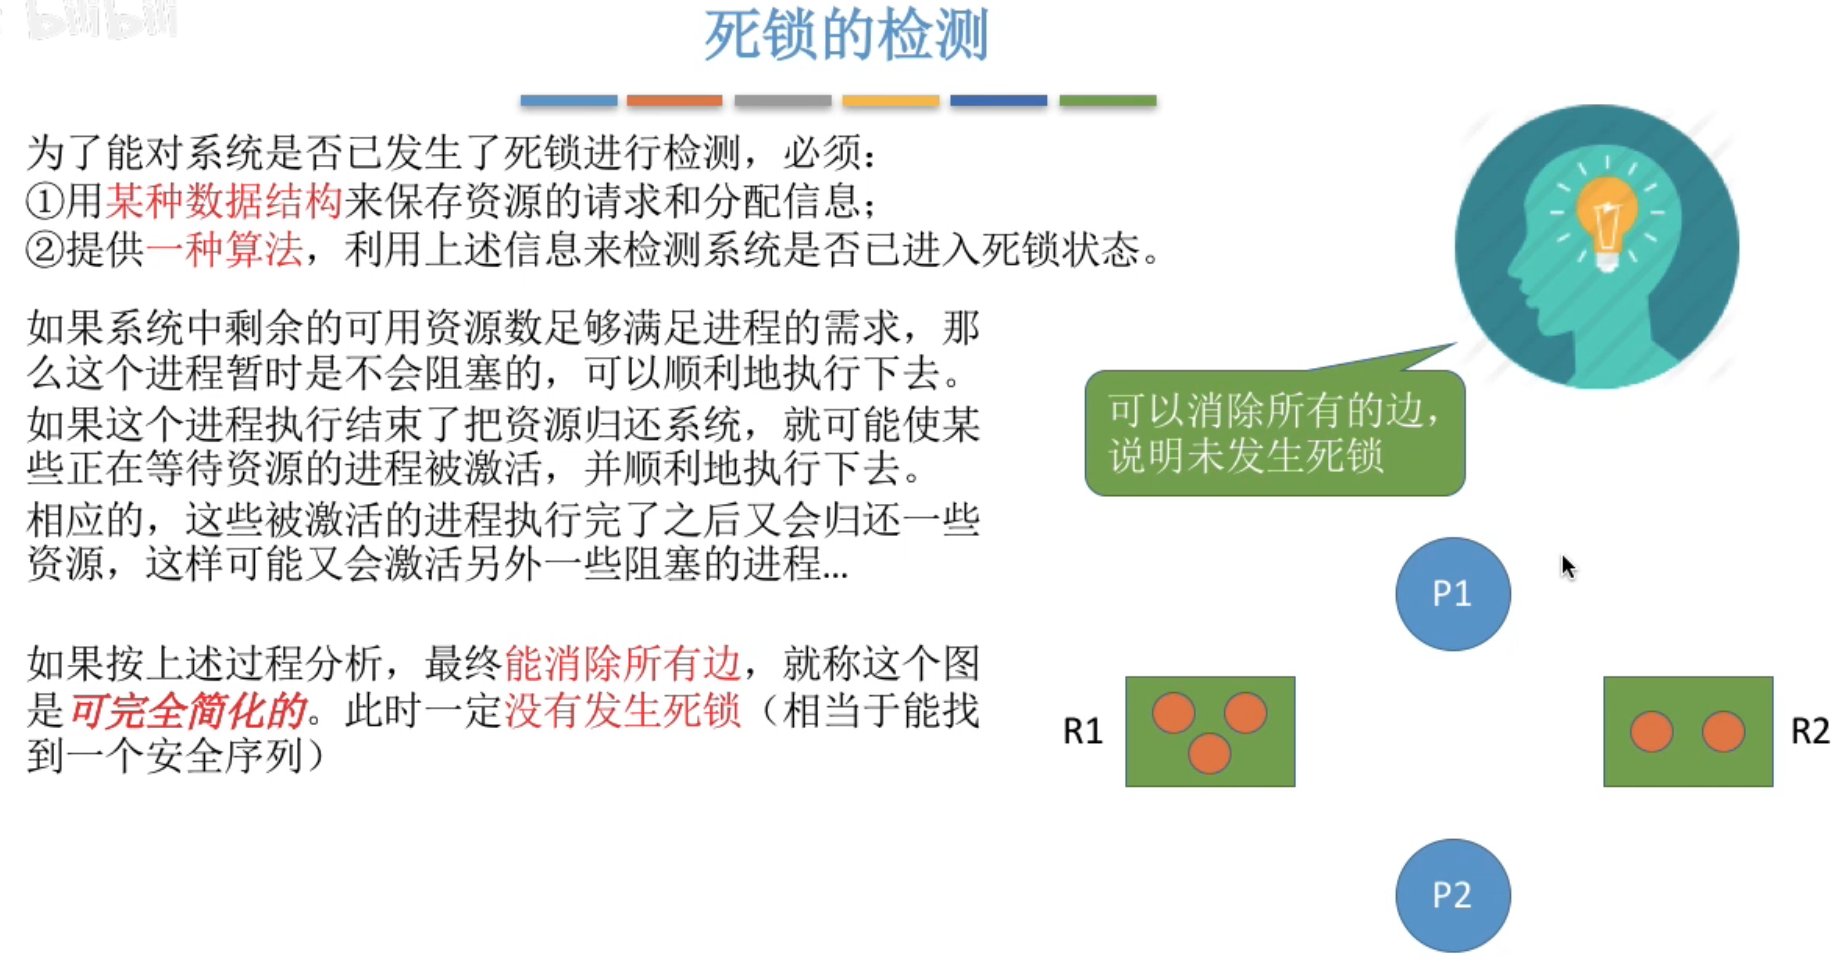 bilibili
死锁的检测
为了能对系统是否已发生了死锁进行检测，必须：
①用某种数据结构来保存资源的请求和分配信息；
②提供一种算法，利用上述信息来检测系统是否已进入死锁状态。
如果系统中剩余的可用资源数足够满足进程的需求，那
么这个进程暂时是不会阻塞的，可以顺利地执行下去。
如果这个进程执行结束了把资源归还系统，就可能使某
些正在等待资源的进程被激活，并顺利地执行下去。
相应的，这些被激活的进程执行完了之后又会归还一些
资源，这样可能又会激活另外一些阻塞的进程...
如果按上述过程分析，最终能消除所有边，就称这个图
是可完全简化的。此时一定没有发生死锁（相当于能找
到一个安全序列）
可以消除所有的边，
说明未发生死锁
P1
R1
R2
P2